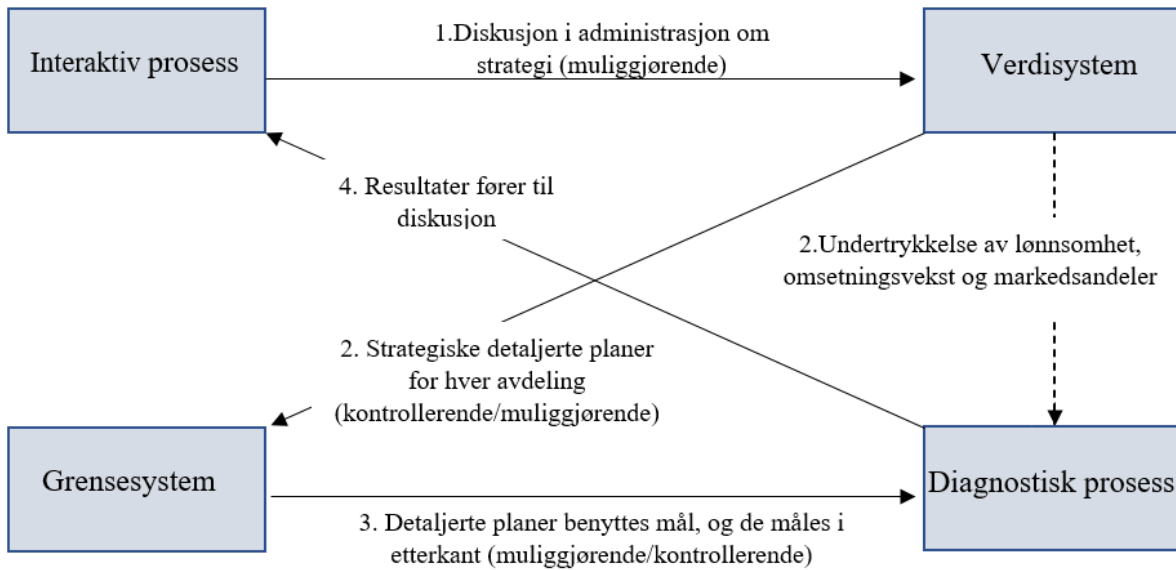 Interaktiv prosess
1.Diskusjon i administrasjon om
strategi (muliggjørende)
Verdisystem
4. Resultater fører til
diskusjon
2.Undertrykkelse av lønnsomhet,
omsetningsvekst og markedsandeler
2. Strategiske detaljerte planer
for hver avdeling
(kontrollerende/muliggjørende)
Grensesystem
Diagnostisk prosess
3. Detaljerte planer benyttes mål, og de måles i
etterkant (muliggjørende/kontrollerende)